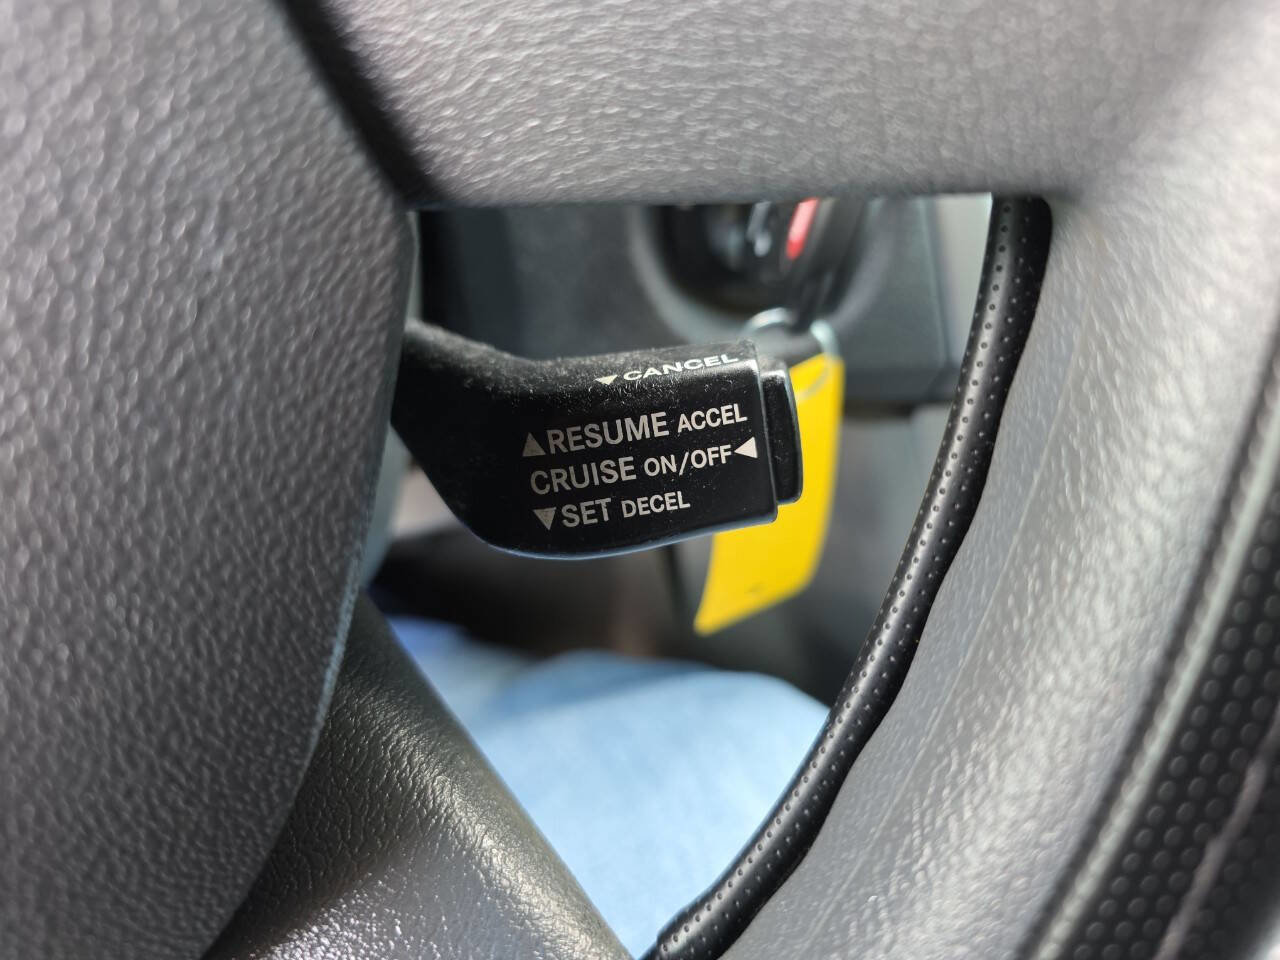 ▼CANCEL
▲RESUME ACCEL
CRUISE ON/OFF◀
▼SET DECEL